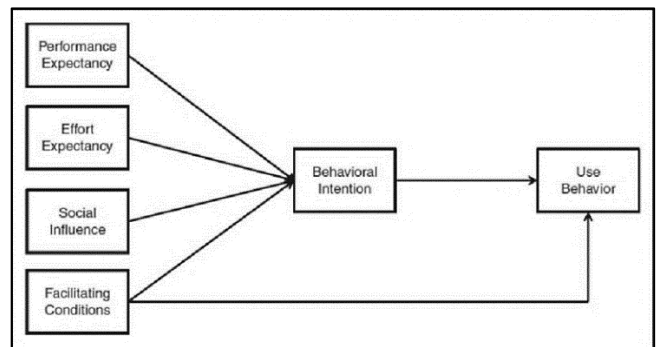 Performance
Expectancy
Effort
Expectancy
Social
Influence
Facilitating
Conditions
Behavioral
Intention
Use
Behavior